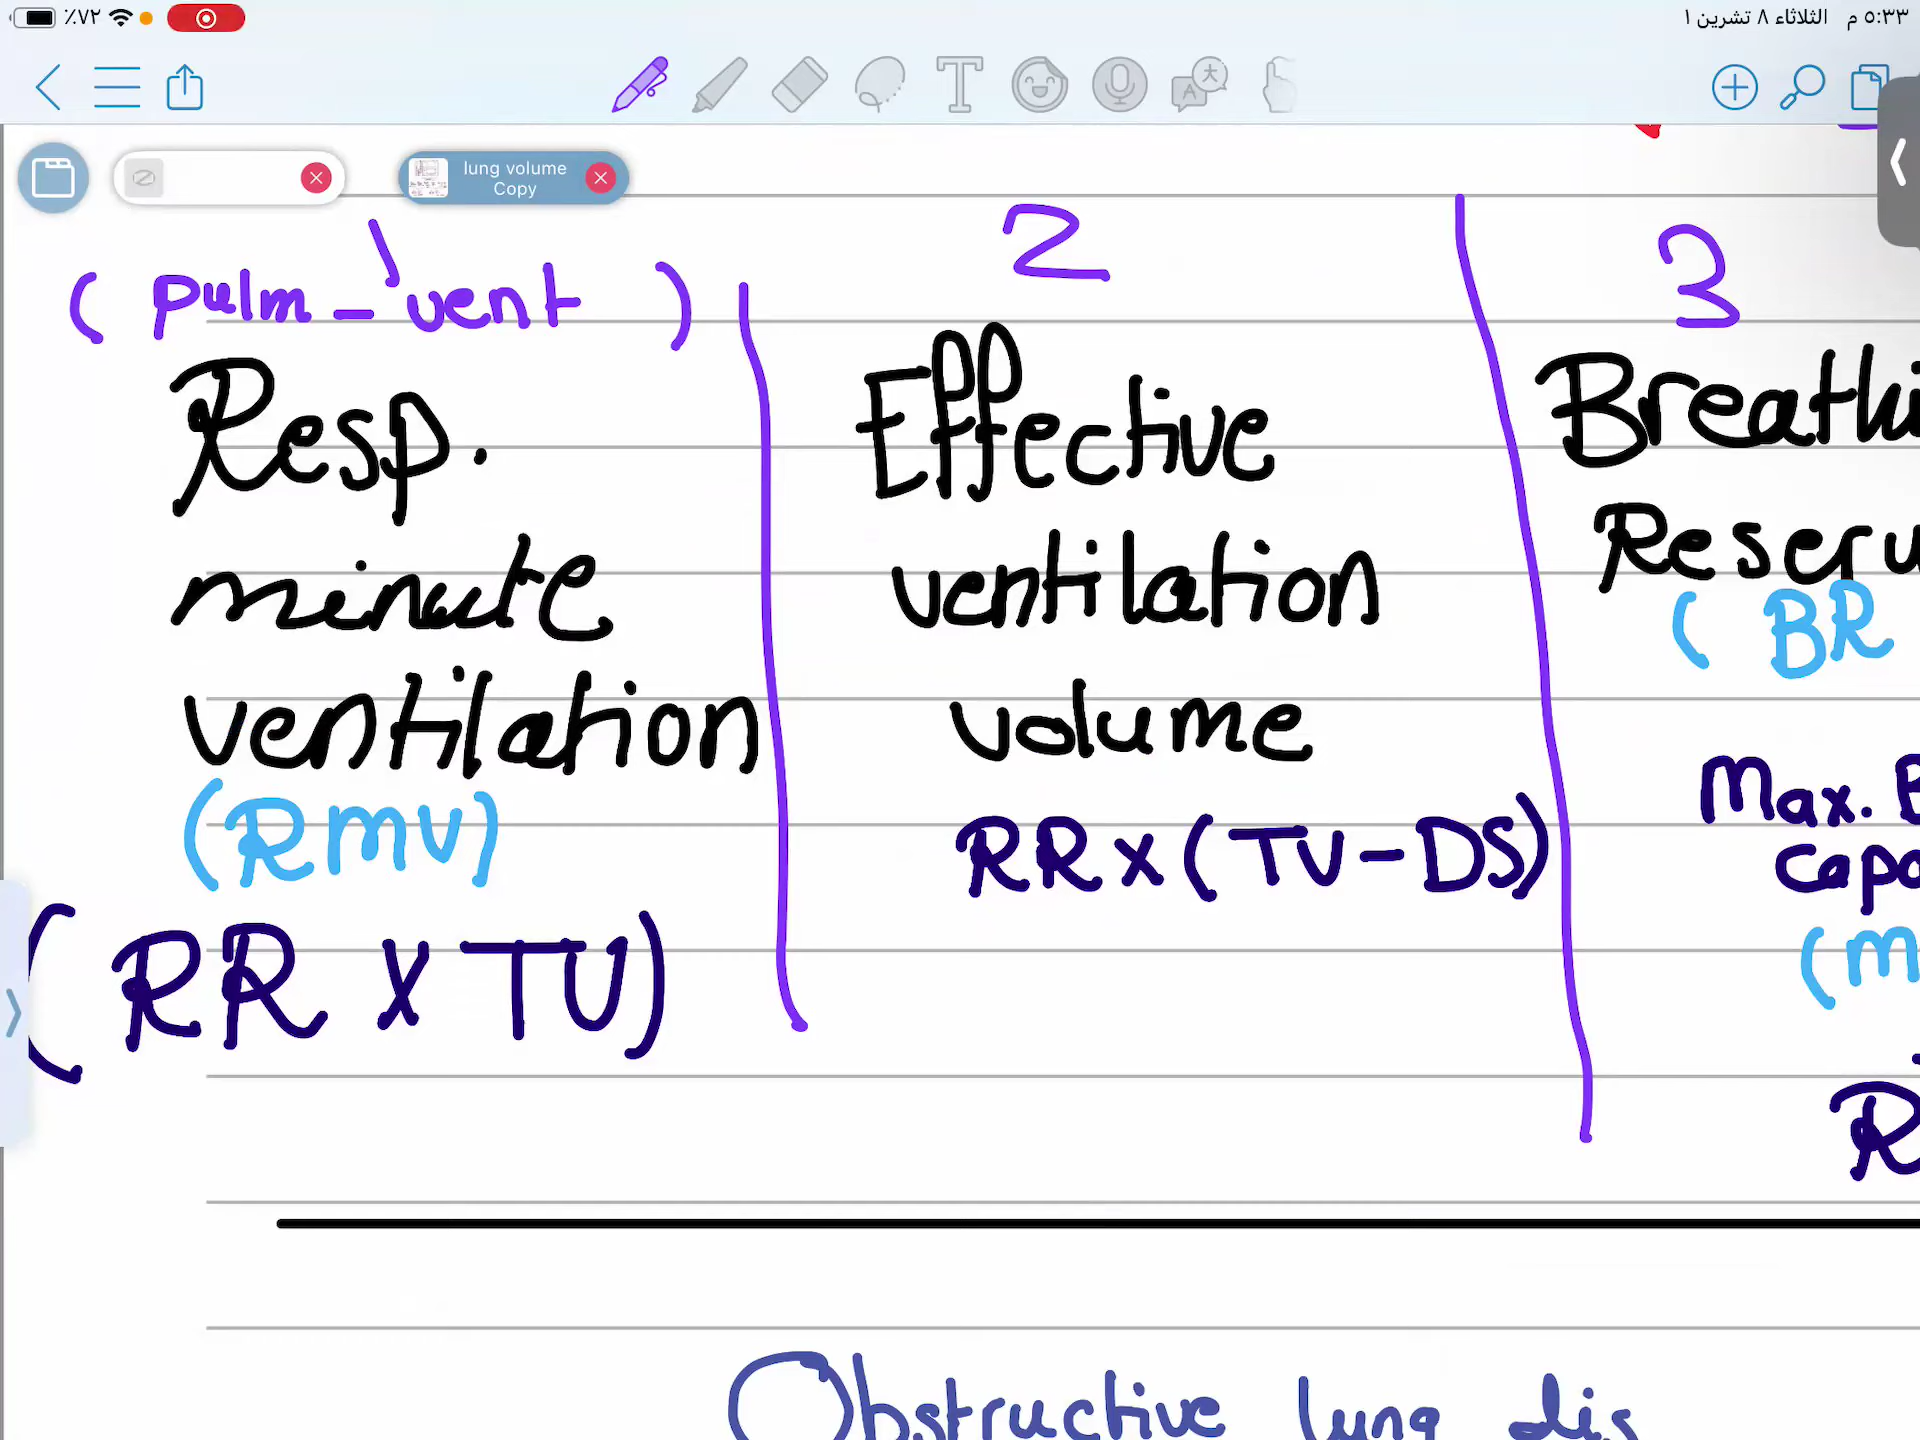 ٪٧٢
٥:٣٣ م الثلاثاء ٨ تشرين ١
lung volume
Copy
1
(pulm - vent)
Resp.
minute
ventilation
(RMV)
(RR X TV)
2
Effective
ventilation
volume
RR x (TV - DS)
3
Breathi
Reserv
(BR
Max. B
capa
(M
R
Obstructive lung dis